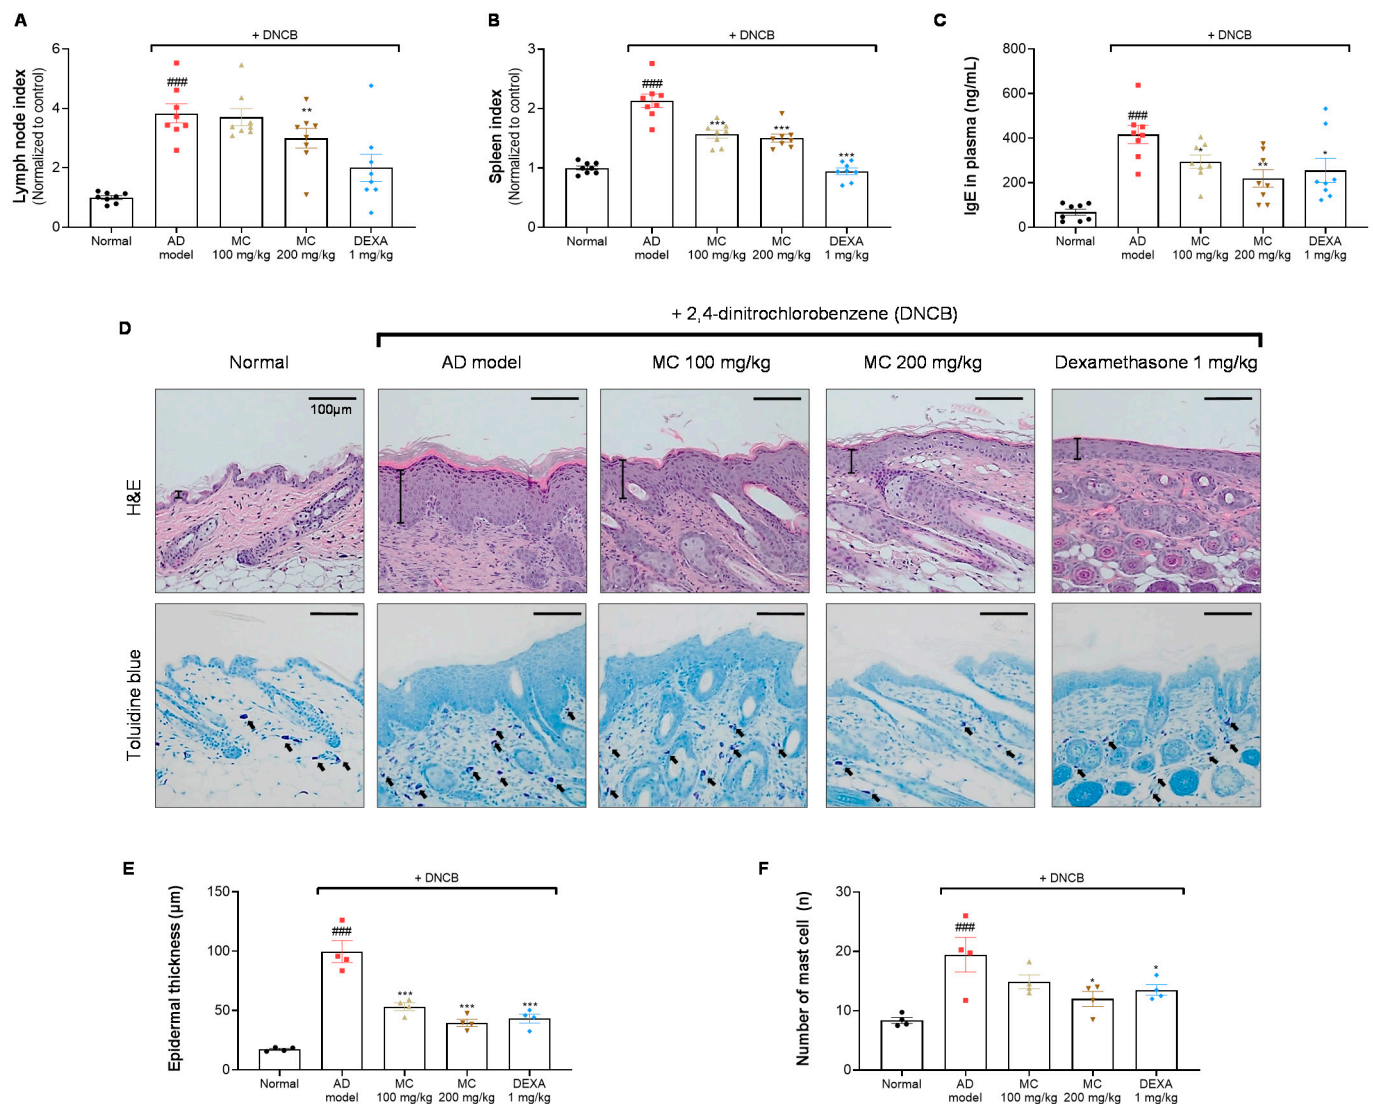 A
+ DNCB
Lymph node index
(Normalized to control)
6
4
2
0
###
**
Normal
AD
model
MC
100 mg/kg
MC
200 mg/kg
DEXA
1 mg/kg
B
+ DNCB
Spleen index
(Normalized to control)
3
2
1
0
###
***
***
***
Normal
AD
model
MC
100 mg/kg
MC
200 mg/kg
DEXA
1 mg/kg
C
+ DNCB
IgE in plasma (ng/mL)
800
600
400
200
0
###
*
**
*
Normal
AD
model
MC
100 mg/kg
MC
200 mg/kg
DEXA
1 mg/kg
D
+ 2,4-dinitrochlorobenzene (DNCB)
Normal
AD model
MC 100 mg/kg
MC 200 mg/kg
Dexamethasone 1 mg/kg
H&E
100μm
Toluidine blue
E
+ DNCB
Epidermal thickness (μm)
150
100
50
0
###
***
***
***
Normal
AD
model
MC
100 mg/kg
MC
200 mg/kg
DEXA
1 mg/kg
F
+ DNCB
Number of mast cell (n)
30
20
10
0
###
*
*
Normal
AD
model
MC
100 mg/kg
MC
200 mg/kg
DEXA
1 mg/kg